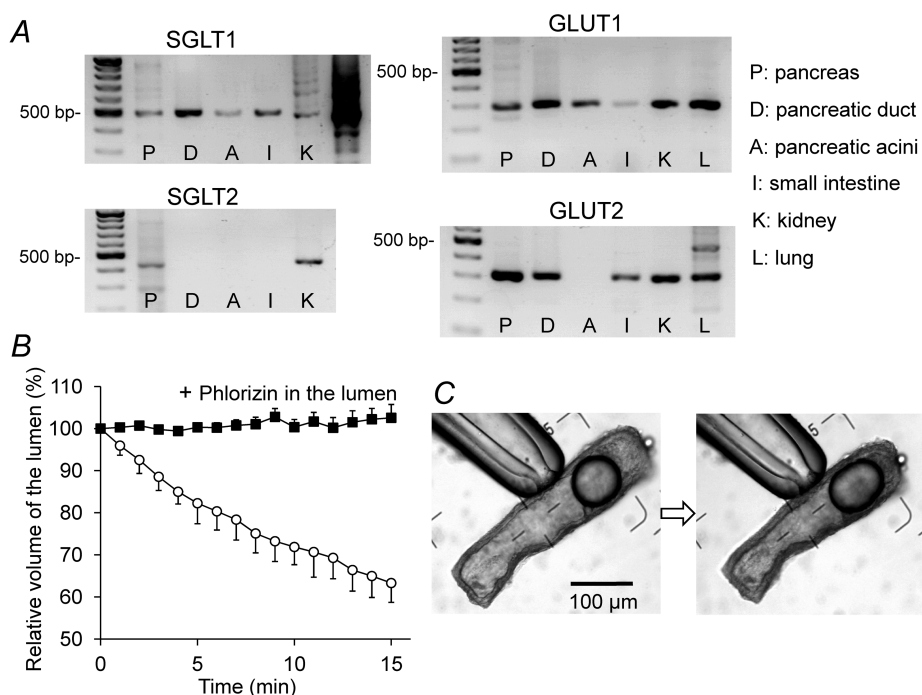 A
SGLT1
500 bp-
P D A I K
GLUT1
500 bp-
P D A I K L
SGLT2
500 bp-
P D A I K
GLUT2
500 bp-
P D A I K L
P: pancreas
D: pancreatic duct
A: pancreatic acini
I: small intestine
K: kidney
L: lung
B
Relative volume of the lumen (%)
110
100
90
80
70
60
50
+ Phlorizin in the lumen
0 5 10 15
Time (min)
C
5
100 µm
5